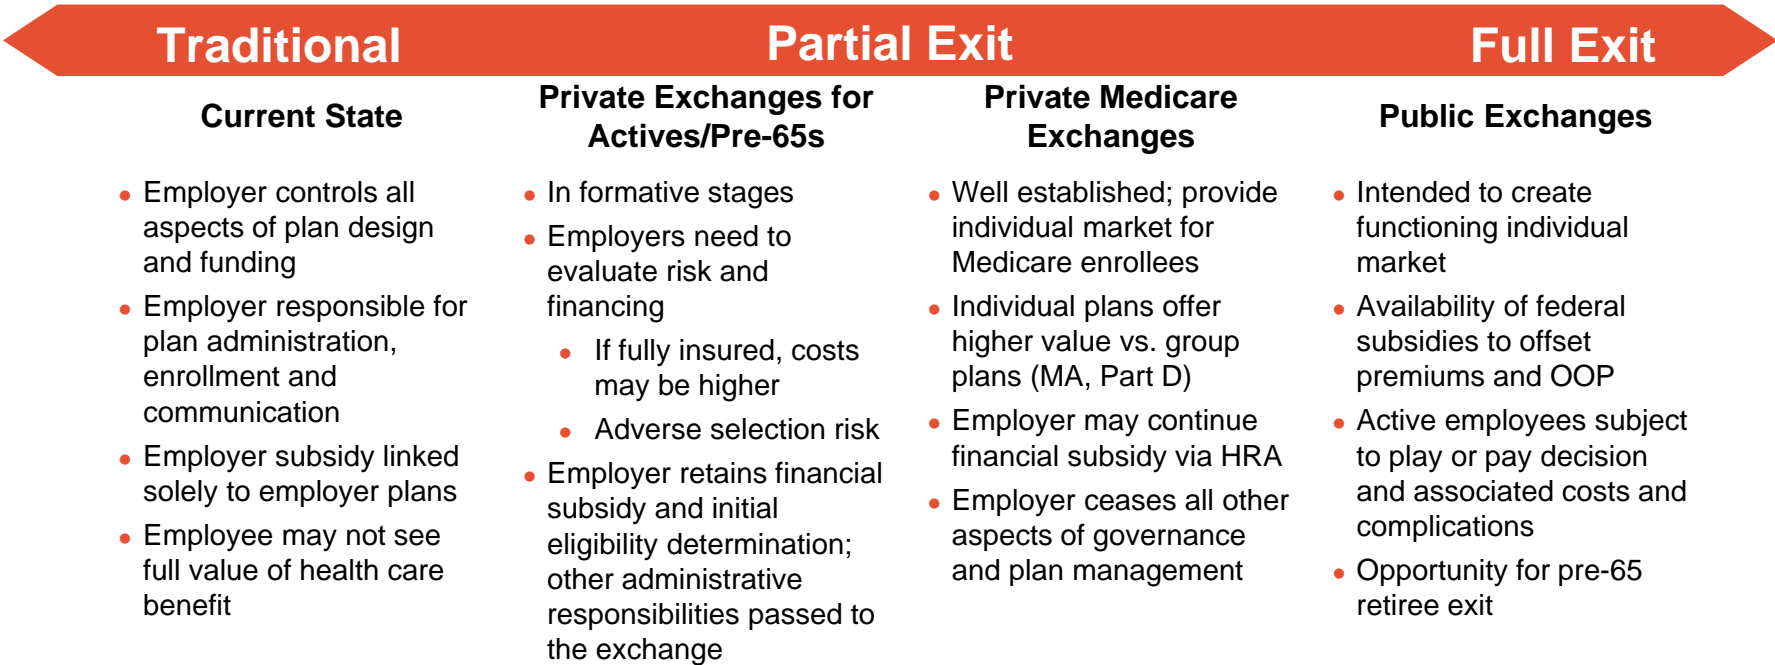 Traditional
Partial Exit
Full Exit
Current State
• Employer controls all
aspects of plan design
and funding
• Employer responsible for
plan administration,
enrollment and
communication
• Employer subsidy linked
solely to employer plans
• Employee may not see
full value of health care
benefit
Private Exchanges for
Actives/Pre-65s
• In formative stages
• Employers need to
evaluate risk and
financing
• If fully insured, costs
may be higher
• Adverse selection risk
• Employer retains financial
subsidy and initial
eligibility determination;
other administrative
responsibilities passed to
the exchange
Private Medicare
Exchanges
• Well established; provide
individual market for
Medicare enrollees
• Individual plans offer
higher value vs. group
plans (MA, Part D)
• Employer may continue
financial subsidy via HRA
• Employer ceases all other
aspects of governance
and plan management
Public Exchanges
• Intended to create
functioning individual
market
• Availability of federal
subsidies to offset
premiums and OOP
• Active employees subject
to play or pay decision
and associated costs and
complications
• Opportunity for pre-65
retiree exit